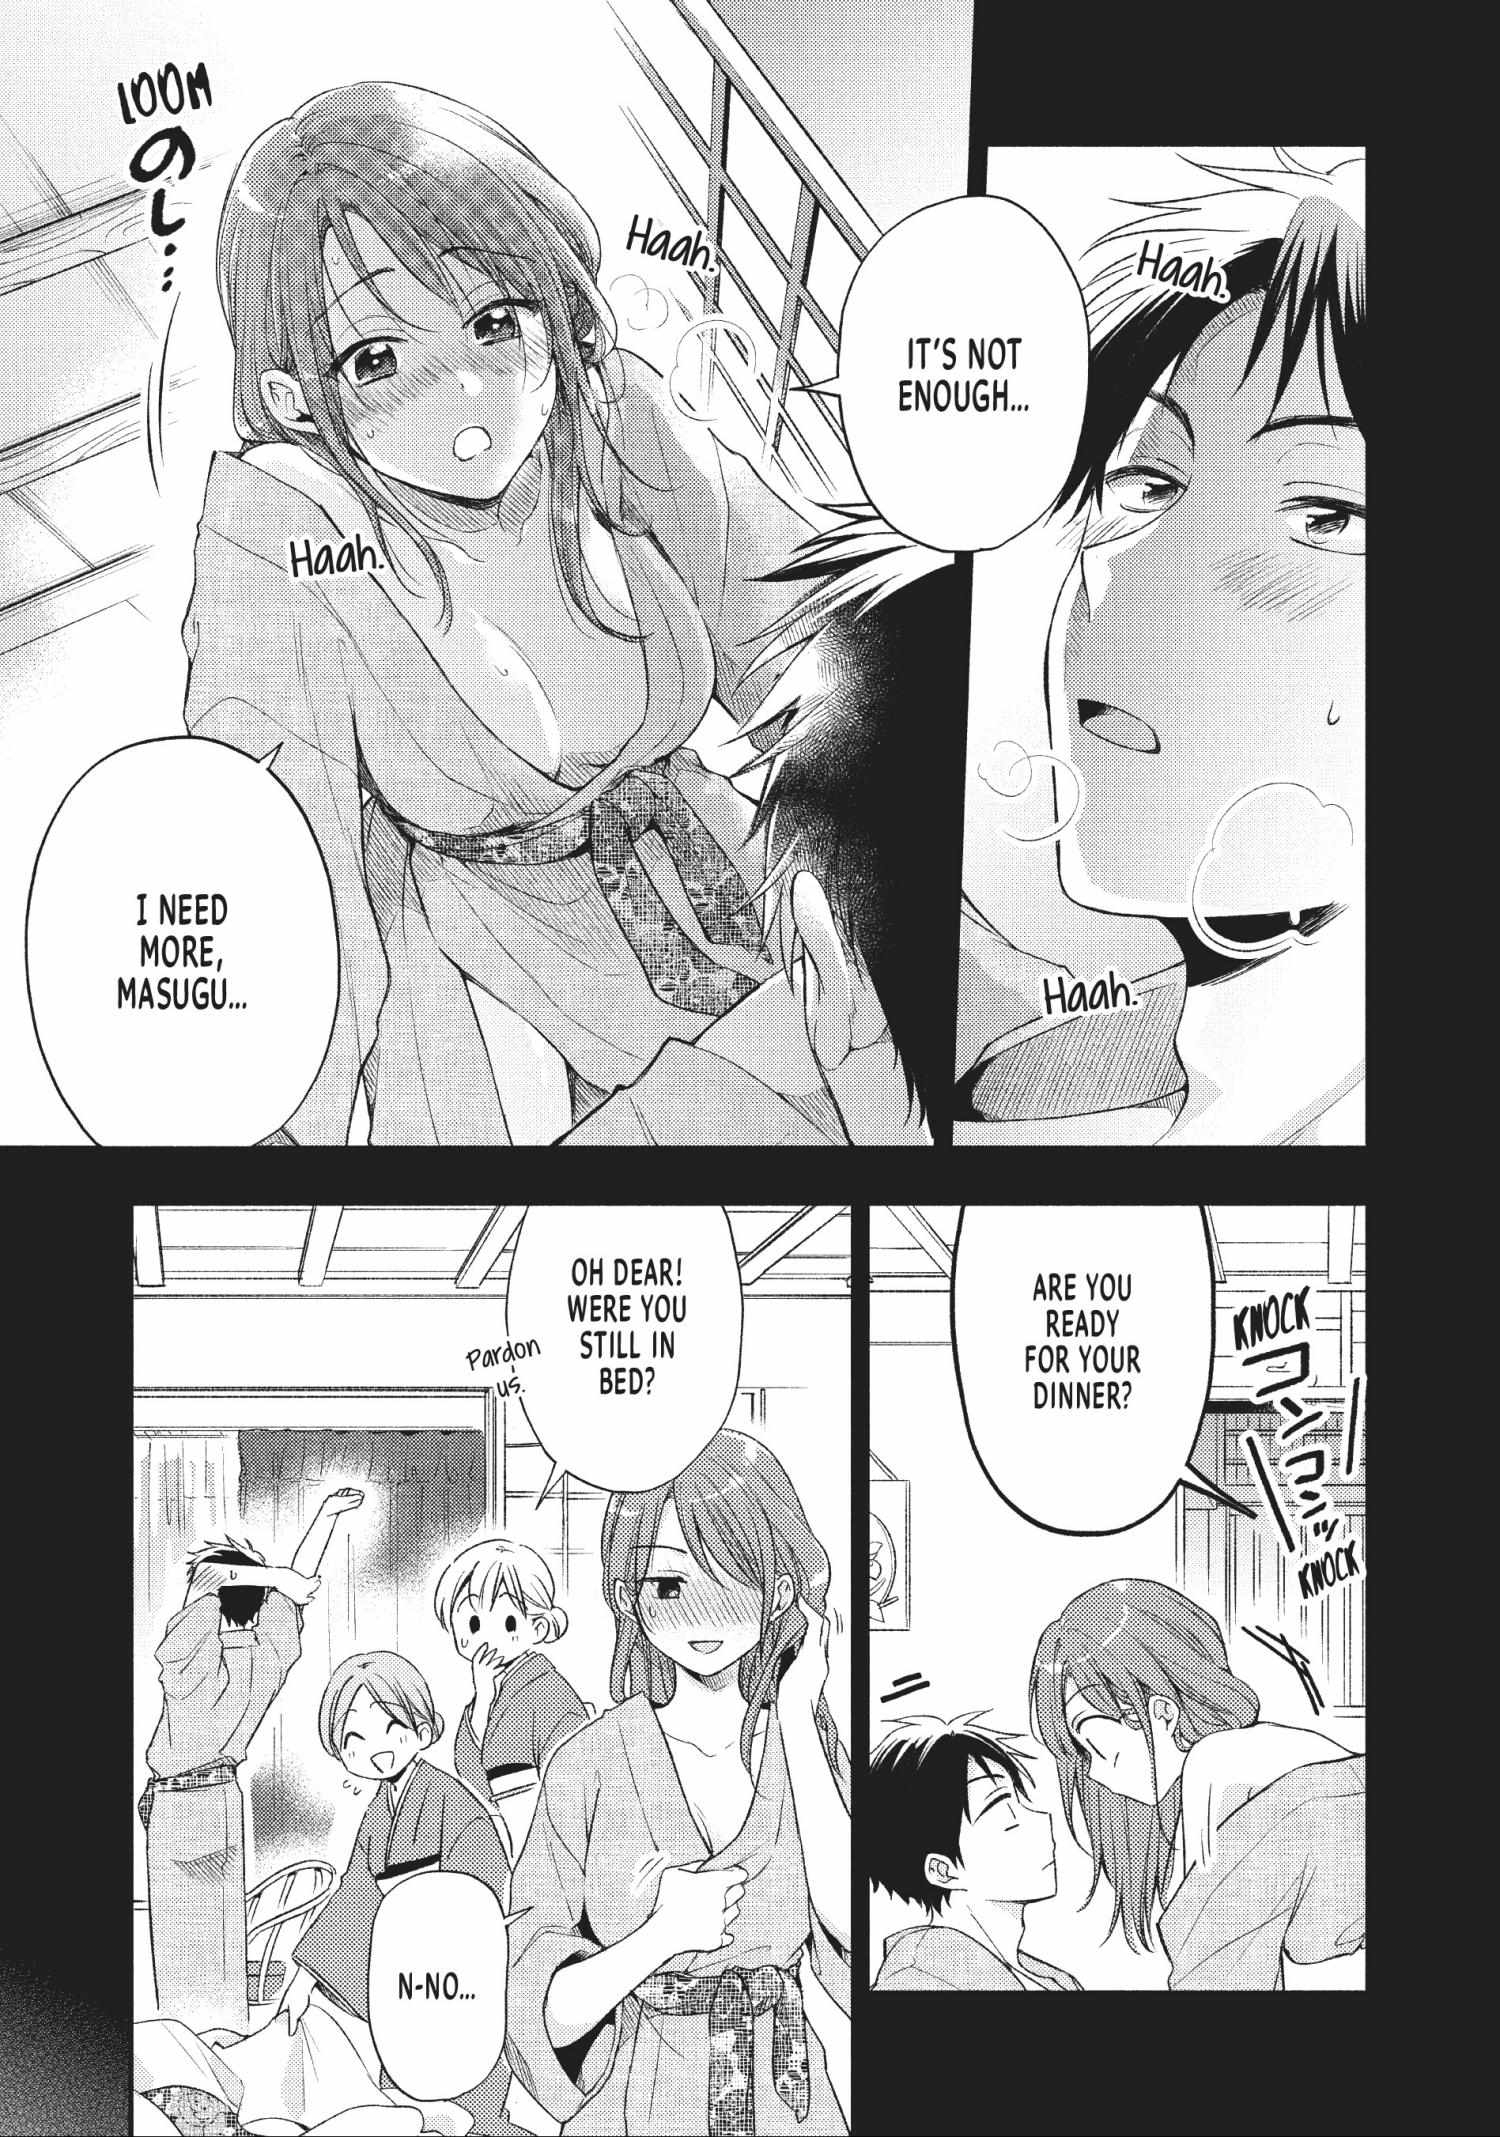 Haah.
IT'S NOT
ENOUGH...
Haah.
LOOM
のし…
Haah.
Haah.
I NEED
MORE,
MASUGU...
ARE YOU
READY
FOR YOUR
DINNER?
KNOCK
コンコンッ
KNOCK
OH DEAR!
WERE YOU
STILL IN
BED?
Pardon
us.
N-NO...